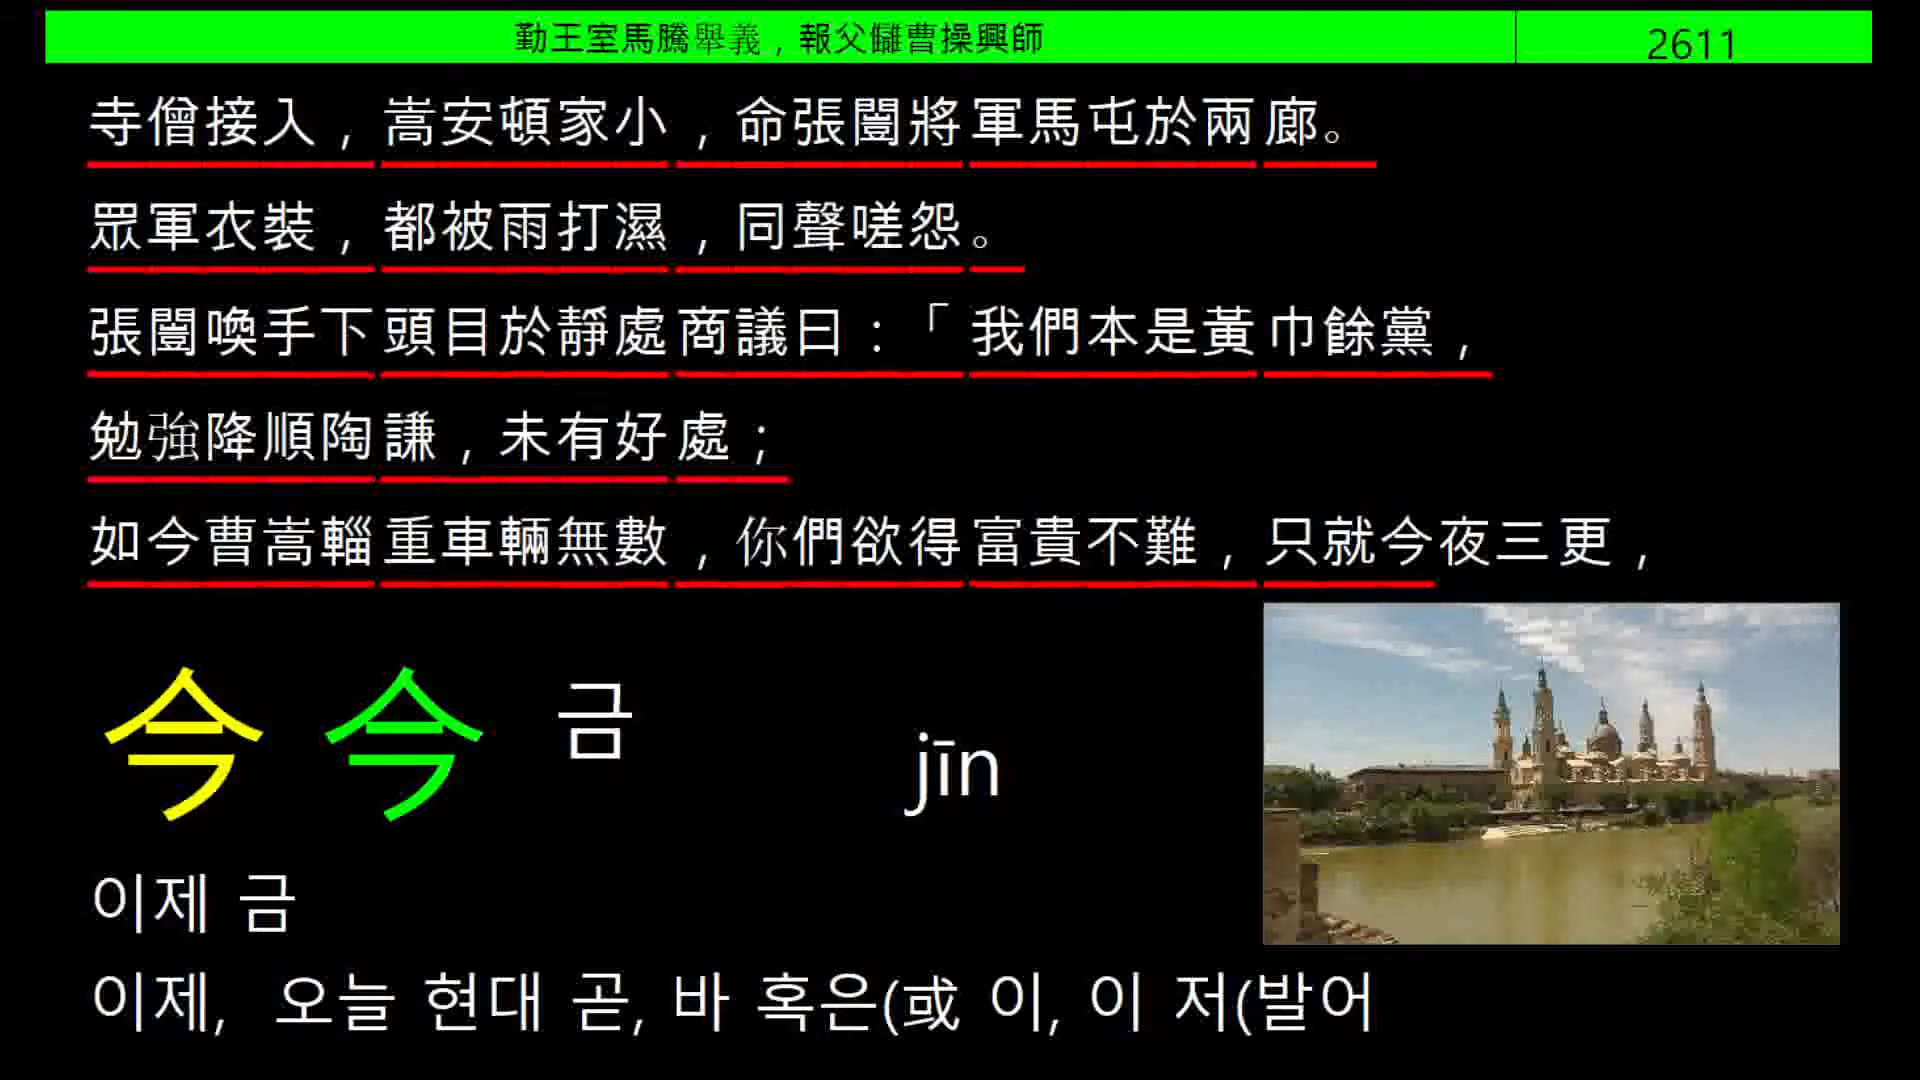 勤王室馬騰舉義，報父讎曹操興師
2611
寺僧接入，嵩安頓家小，命張闓將軍馬屯於兩廊。
眾軍衣裝，都被雨打濕，同聲嗟怨。
張闓喚手下頭目於靜處商議曰：「我們本是黃巾餘黨，
勉強降順陶謙，未有好處；
如今曹嵩輜重車輛無數，你們欲得富貴不難，只就今夜三更，
今 今 금 jīn
이제 금
이제, 오늘 현대 곧, 바 혹은(或 이, 이 저(발어